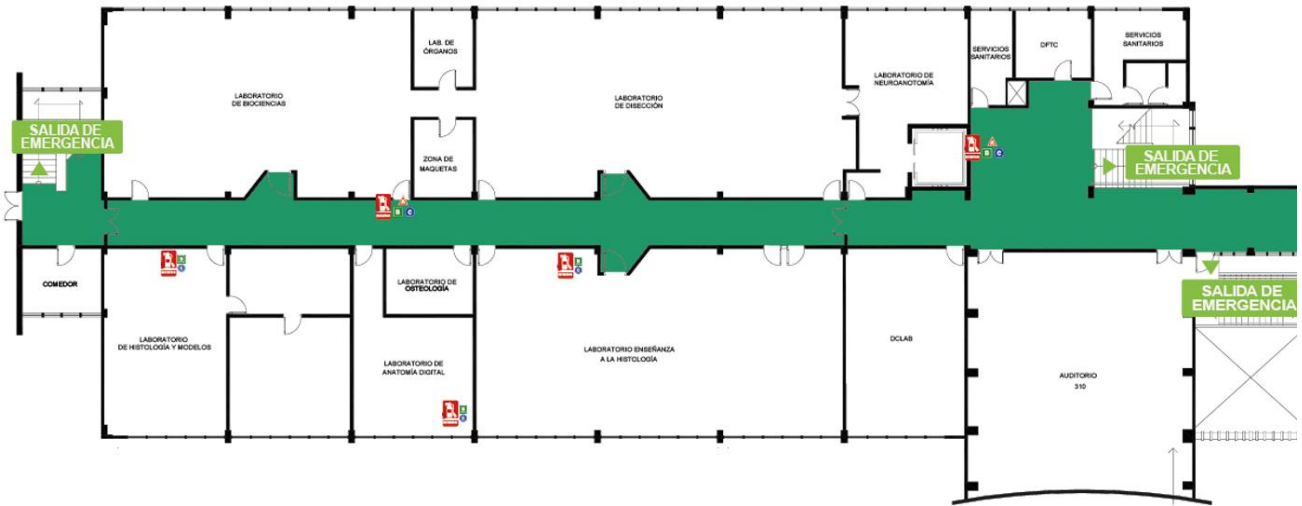 LAB. DE
ÓRGANOS
SERVICIOS
SANITARIOS
DFTC
SERVICIOS
SANITARIOS
LABORATORIO
DE BIOCIENCIAS
LABORATORIO
DE DISECCIÓN
LABORATORIO DE
NEUROANOTOMÍA
SALIDA DE
EMERGENCIA
ZONA DE
MAQUETAS
SALIDA DE
EMERGENCIA
A
B
C
A
B
C
COMEDOR
LABORATORIO DE
OSTEOLOGÍA
SALIDA DE
EMERGENCIA
LABORATORIO
DE HISTOLOGÍA Y MODELOS
LABORATORIO DE
ANATOMÍA DIGITAL
LABORATORIO ENSEÑANZA
A LA HISTOLOGÍA
DCLAB
AUDITORIO
310